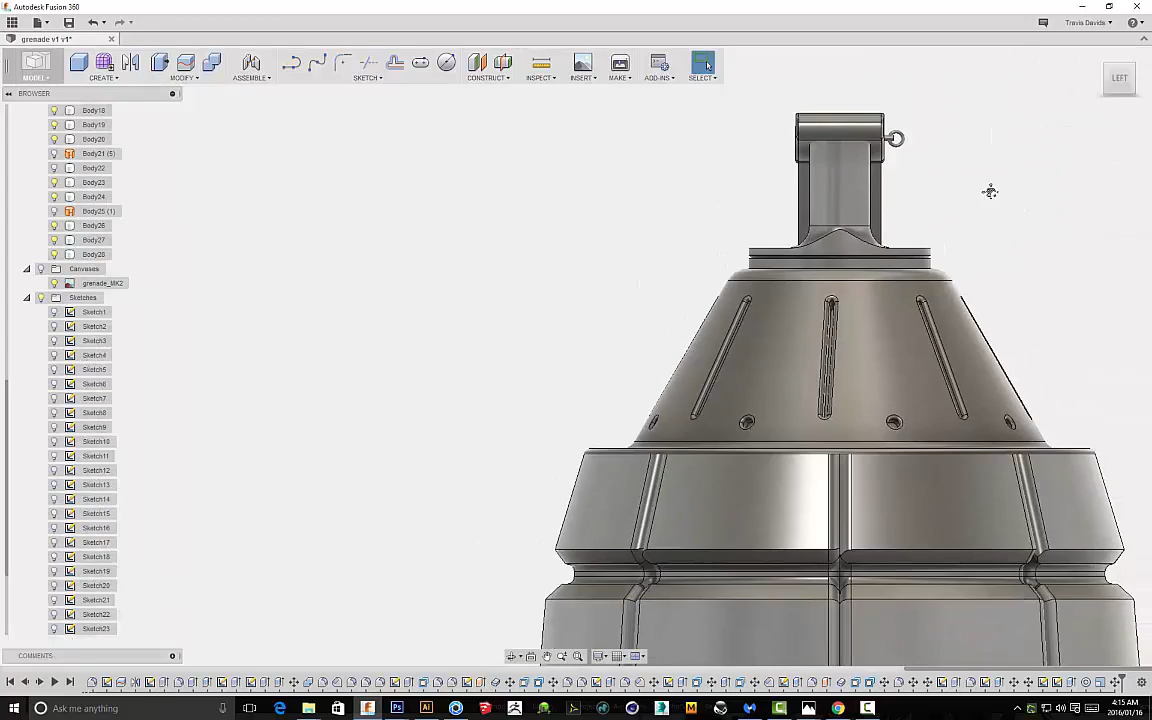 Autodesk Fusion 360
Travis Davids
grenade v1 v1*
MODEL
CREATE
MODIFY
ASSEMBLE
SKETCH
CONSTRUCT
INSPECT
INSERT
MAKE
ADD-INS
SELECT
LEFT
BROWSER
Body18
Body19
Body20
Body21 (5)
Body22
Body23
Body24
Body25 (1)
Body26
Body27
Body28
Canvases
grenade_MK2
Sketches
Sketch1
Sketch2
Sketch3
Sketch4
Sketch5
Sketch6
Sketch7
Sketch8
Sketch9
Sketch10
Sketch11
Sketch12
Sketch13
Sketch14
Sketch15
Sketch16
Sketch17
Sketch18
Sketch19
Sketch20
Sketch21
Sketch22
Sketch23
COMMENTS
Ask me anything
4:15 AM
2016/01/16